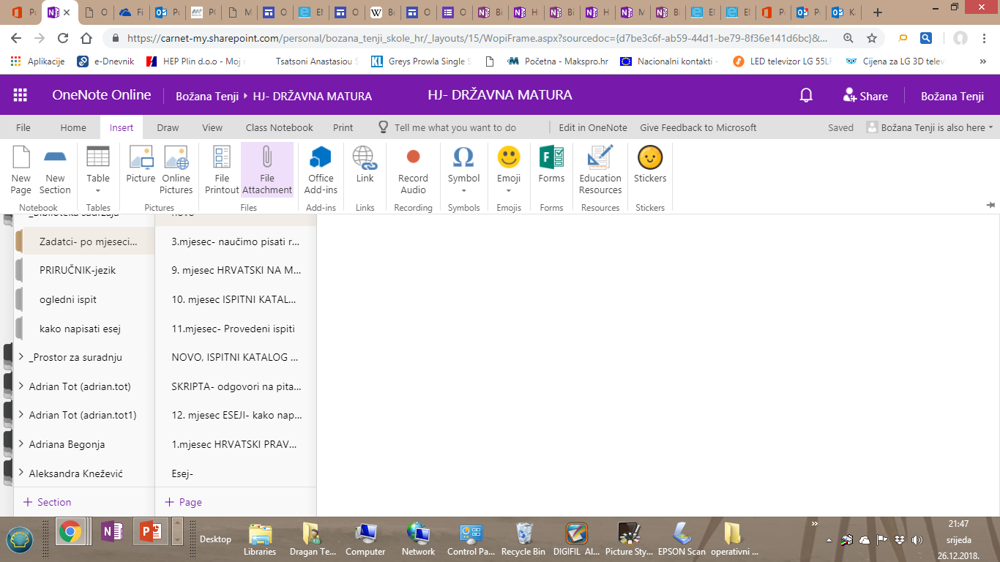 Po
O
Fi
Po
PO
O
M
O
El
O
Bo
O
O
Bi
H
Bi
H
M
Bi
El
El
Po
Po
Ka
https://carnet-my.sharepoint.com/personal/bozana_tenji_skole_hr/_layouts/15/WopiFrame.aspx?sourcedoc={d7be3c6f-ab59-44d1-be79-8f36e141d6bc}&...
Aplikacije e-Dnevnik HEP Plin d.o.o - Moj r Tsatsoni Anastasiou S Greys Prowla Single S Početna - Makspro.hr Nacionalni kontakti - LED televizor LG 55LF Cijena za LG 3D telev »
OneNote Online Božana Tenji HJ- DRŽAVNA MATURA HJ- DRŽAVNA MATURA Share Božana Tenji
File Home Insert Draw View Class Notebook Print Tell me what you want to do Edit in OneNote Give Feedback to Microsoft Saved Božana Tenji is also here
New Page New Section Table Picture Online Pictures File Printout File Attachment Office Add-ins Link Record Audio Symbol Emoji Forms Education Resources Stickers
Notebook Tables Pictures Files Add-ins Links Recording Symbols Emojis Forms Resources Stickers
_Biblioteka sadržaja
Zadatci- po mjeseci...
PRIRUČNIK-jezik
ogledni ispit
kako napisati esej
_Prostor za suradnju
Adrian Tot (adrian.tot)
Adrian Tot (adrian.tot1)
Adriana Begonja
Aleksandra Knežević
+ Section
novo
3.mjesec- naučimo pisati r...
9. mjesec HRVATSKI NA M...
10. mjesec ISPITNI KATAL...
11.mjesec- Provedeni ispiti
NOVO, ISPITNI KATALOG ...
SKRIPTA- odgovori na pita...
12. mjesec ESEJI- kako nap...
1.mjesec HRVATSKI PRAV...
Esej-
+ Page
Desktop Libraries Dragan Te... Computer Network Control Pa... Recycle Bin DIGIFIL Al... Picture Sty... EPSON Scan operativni ... »
21:47
srijeda
26.12.2018.